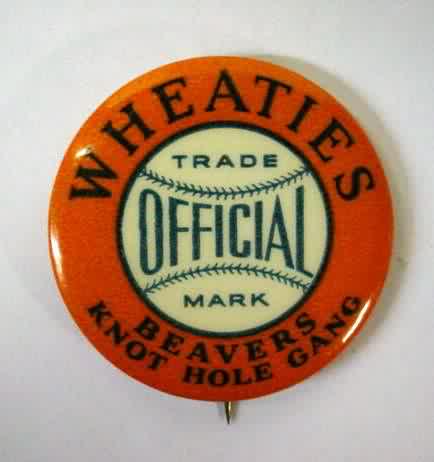 WHEATIES
TRADE
OFFICIAL
MARK
BEAVERS
KNOT HOLE GANG